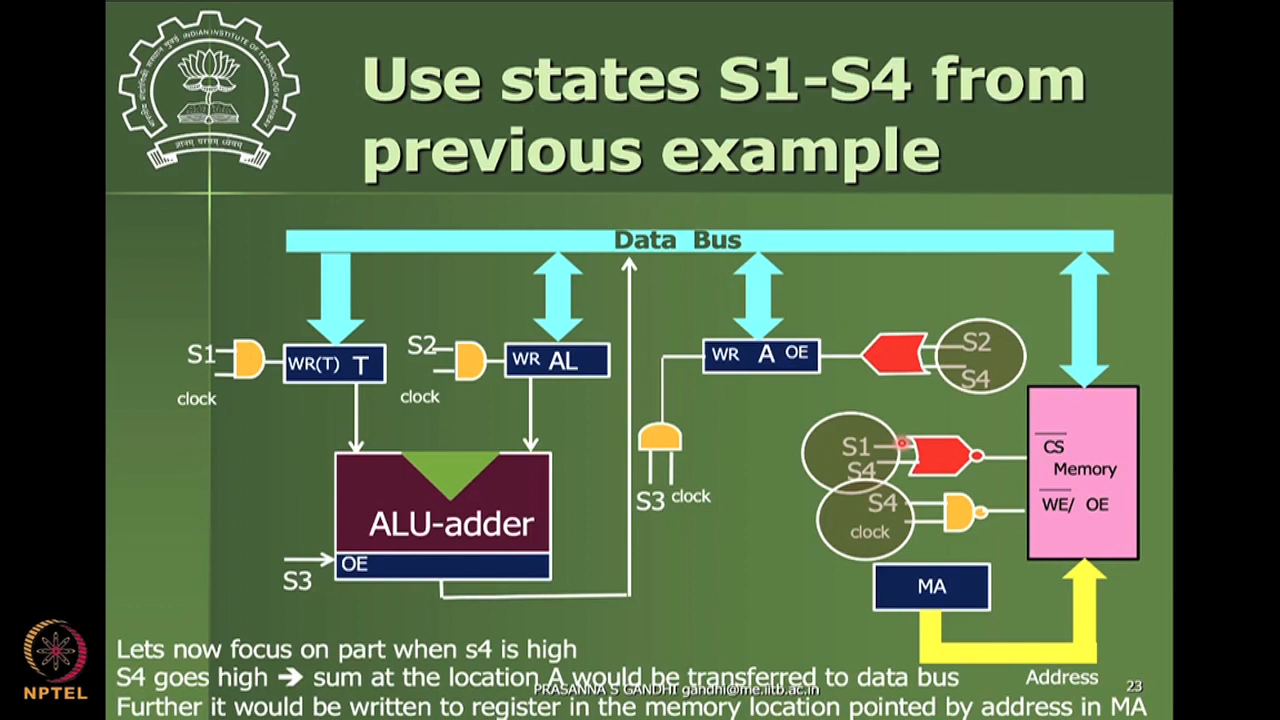 Use states S1-S4 from
previous example
Data Bus
S1
clock
WR(T) T
S2
clock
WR AL
WR A OE
S2
S4
S3 clock
S1
S4
S4
clock
CS
Memory
WE/ OE
ALU-adder
OE
S3
MA
Address
Lets now focus on part when s4 is high
S4 goes high ➔ sum at the location A would be transferred to data bus
Further it would be written to register in the memory location pointed by address in MA
PRASANNA S GANDHI gandhi@me.iitb.ac.in
23
NPTEL